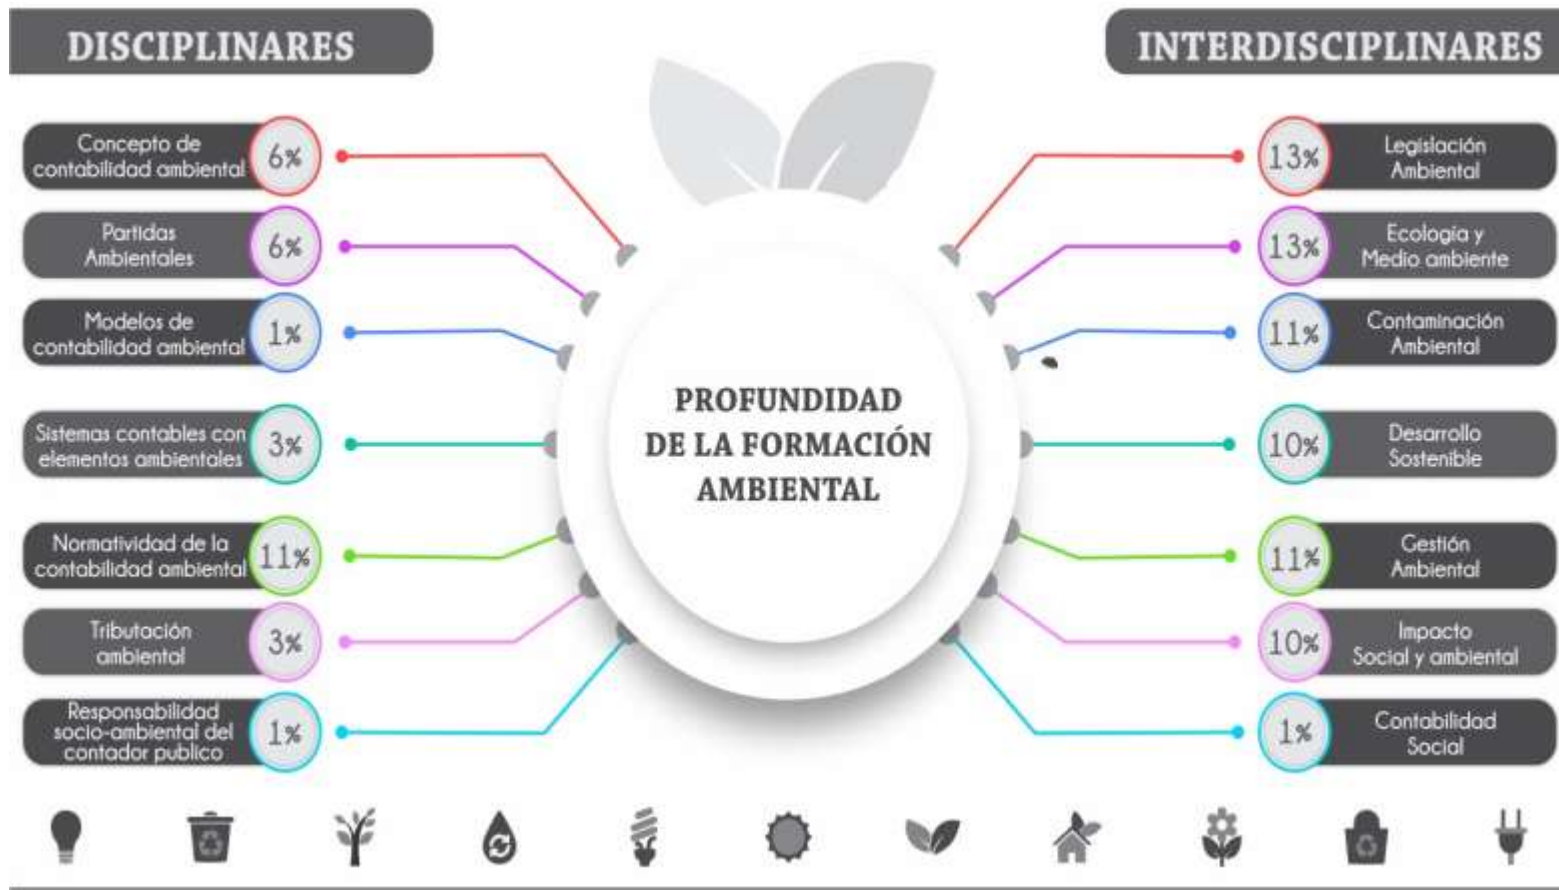 DISCIPLINARES
Concepto de
contabilidad ambiental
6%
Partidas
Ambientales
6%
Modelos de
contabilidad ambiental
1%
Sistemas contables con
elementos ambientales
3%
Normatividad de la
contabilidad ambiental
11%
Tributación
ambiental
3%
Responsabilidad
socio-ambiental del
contador publico
1%
PROFUNDIDAD
DE LA FORMACIÓN
AMBIENTAL
INTERDISCIPLINARES
13%
Legislación
Ambiental
13%
Ecologia y
Medio ambiente
11%
Contaminación
Ambiental
10%
Desarrollo
Sostenible
11%
Gestión
Ambiental
10%
Impacto
Social y ambiental
1%
Contabilidad
Social